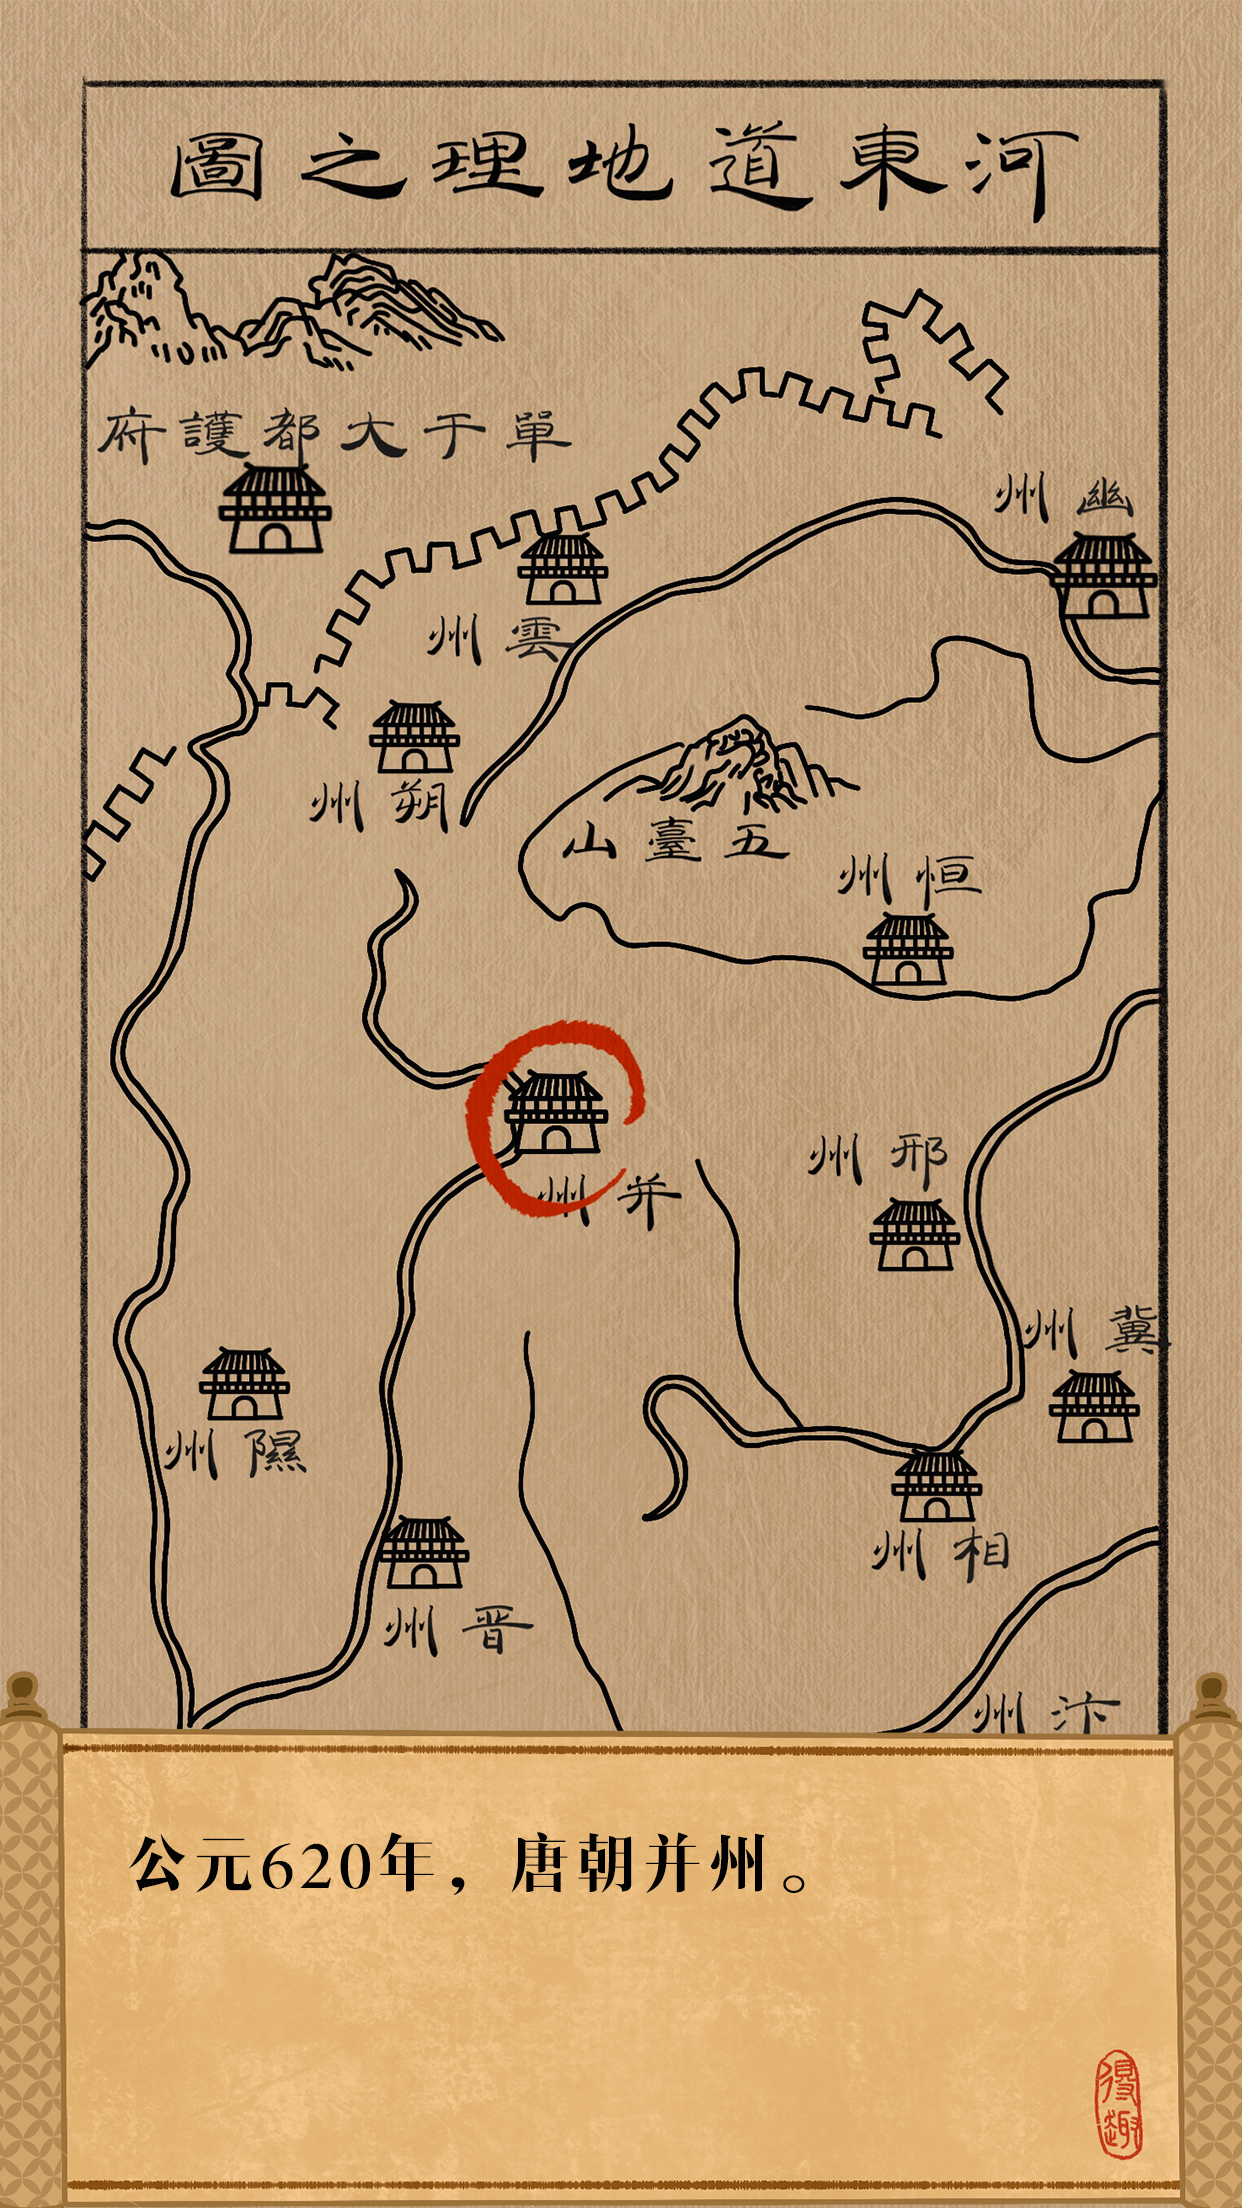 河東道地理之圖
單于大都護府
幽州
雲州
朔州
五臺山
恒州
并州
邢州
冀州
隰州
相州
晋州
汴州
公元620年，唐朝并州。
得趣